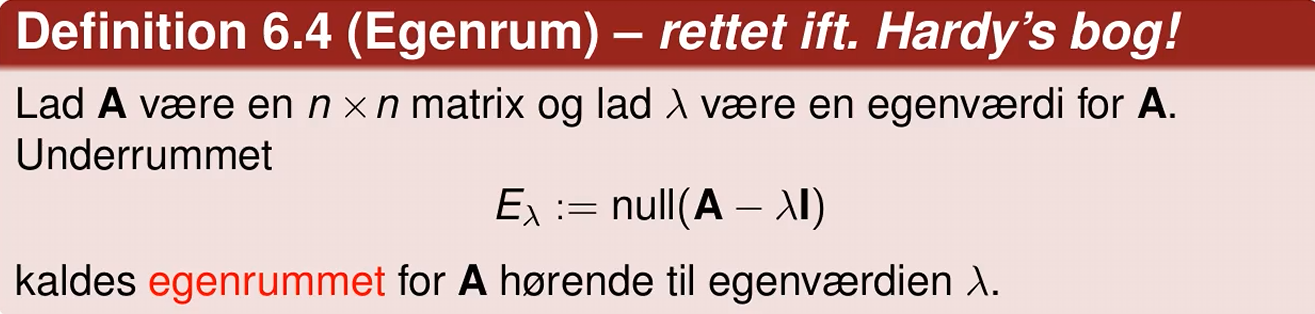 Definition 6.4 (Egenrum) – rettet ift. Hardy's bog!
Lad A være en n × n matrix og lad λ være en egenværdi for A.
Underrummet
E_λ := null(A − λI)
kaldes egenrummet for A hørende til egenværdien λ.